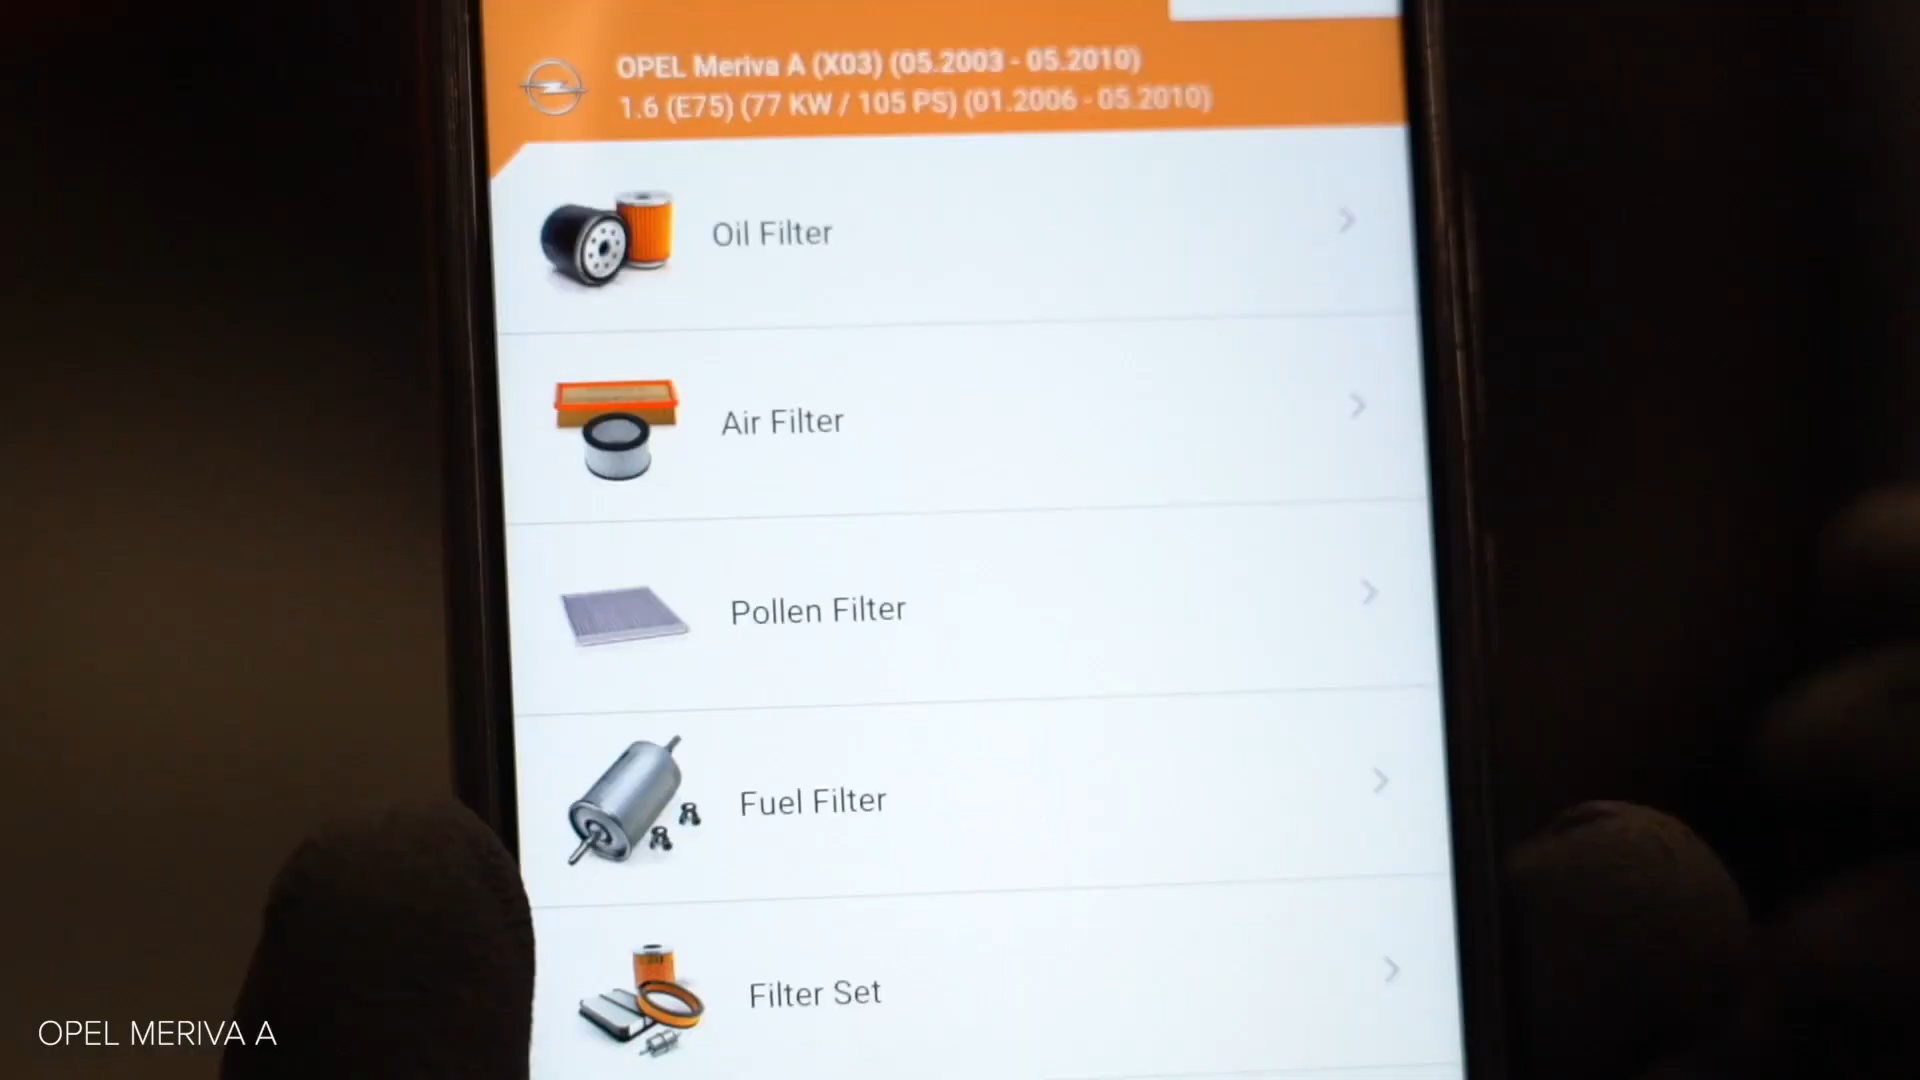 OPEL Meriva A (X03) (05.2003 - 05.2010)
1.6 (E75) (77 KW / 105 PS) (01.2006 - 05.2010)
Oil Filter
Air Filter
Pollen Filter
Fuel Filter
Filter Set
OPEL MERIVA A